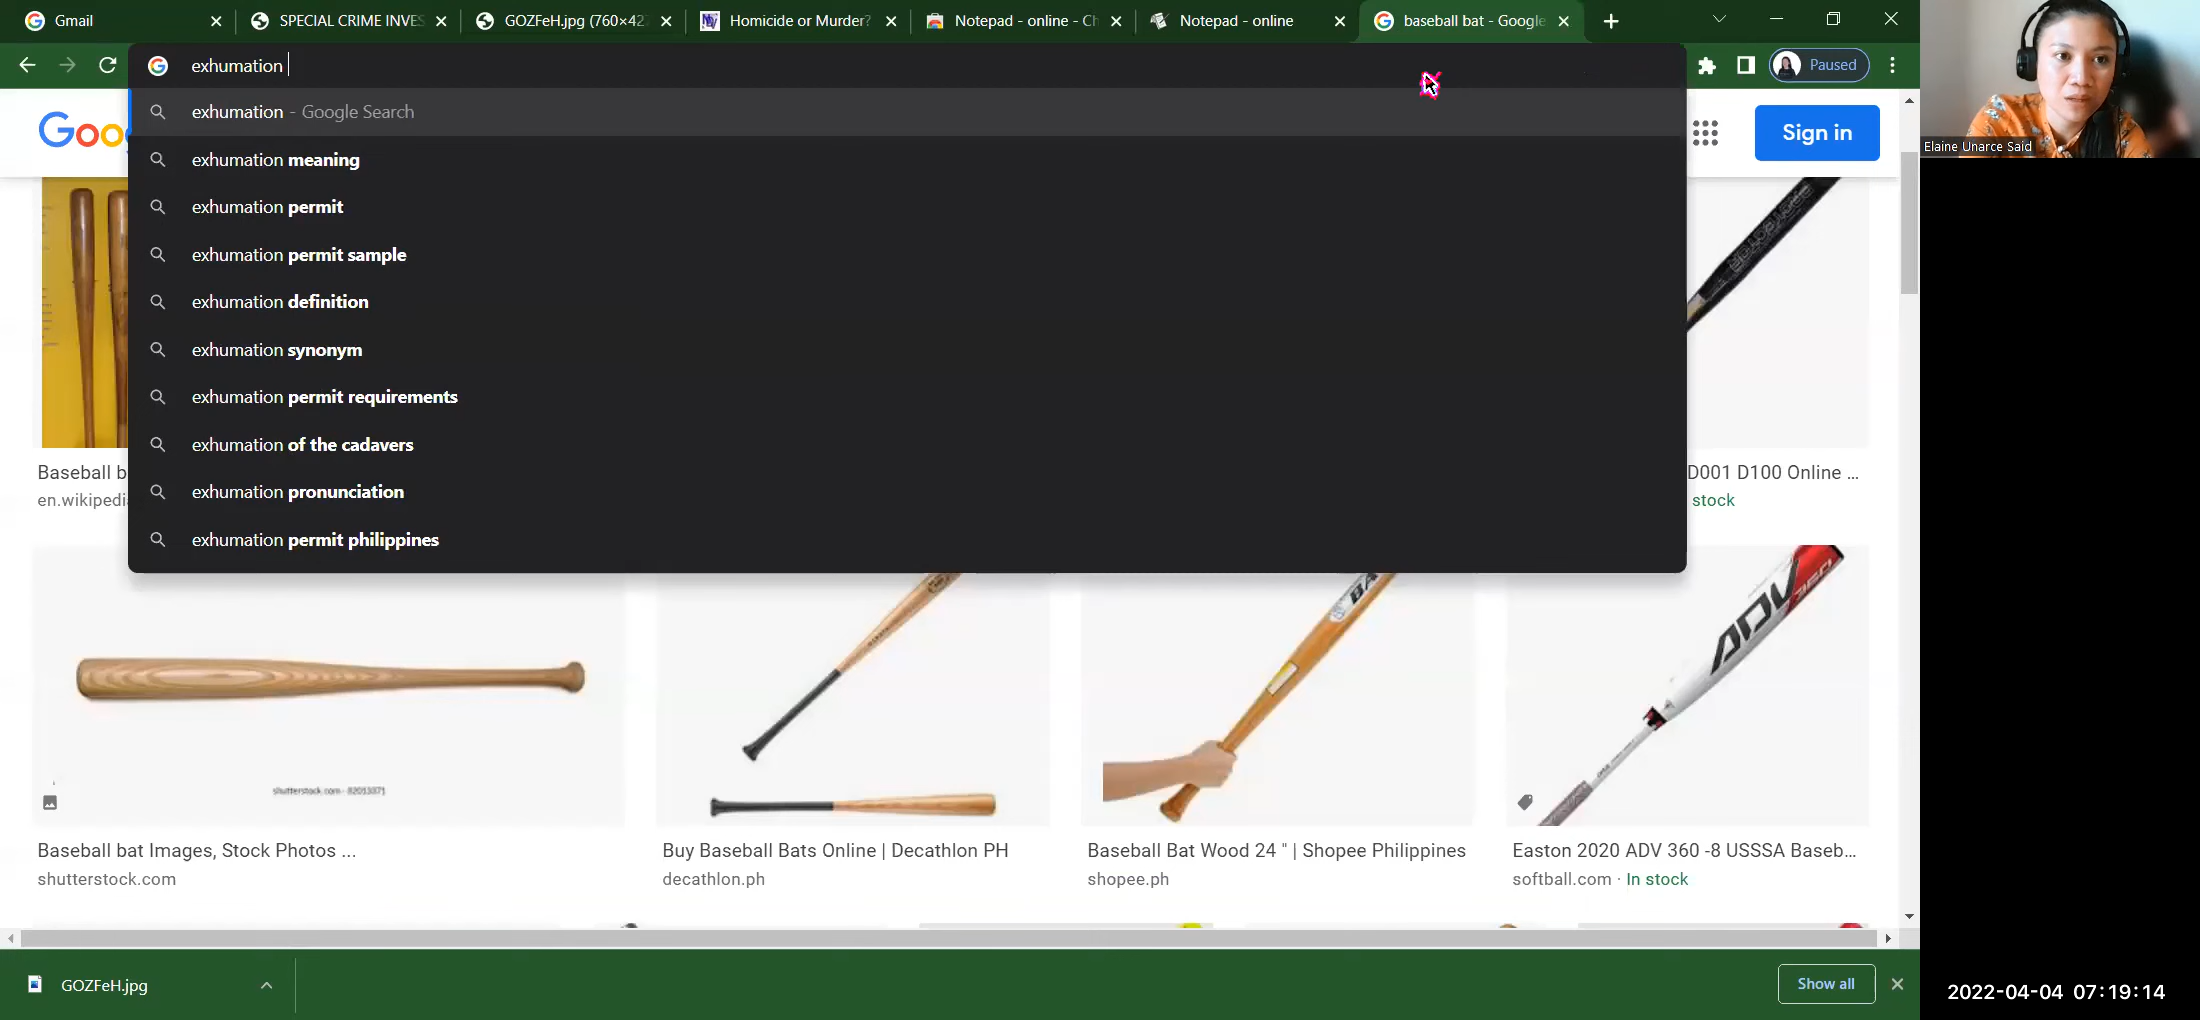 Gmail
SPECIAL CRIME INVES
GOZFeH.jpg (760×427
Homicide or Murder?
Notepad - online - Ch
Notepad - online
baseball bat - Google
exhumation
Paused
exhumation - Google Search
exhumation meaning
exhumation permit
exhumation permit sample
exhumation definition
exhumation synonym
exhumation permit requirements
exhumation of the cadavers
exhumation pronunciation
exhumation permit philippines
Goo
Sign in
Elaine Unarce Said
Baseball b
en.wikipedi
D001 D100 Online ...
stock
shutterstock.com · 82013371
ADV
Baseball bat Images, Stock Photos ...
shutterstock.com
Buy Baseball Bats Online | Decathlon PH
decathlon.ph
Baseball Bat Wood 24 " | Shopee Philippines
shopee.ph
Easton 2020 ADV 360 -8 USSSA Baseb...
softball.com · In stock
GOZFeH.jpg
Show all
2022-04-04 07:19:14